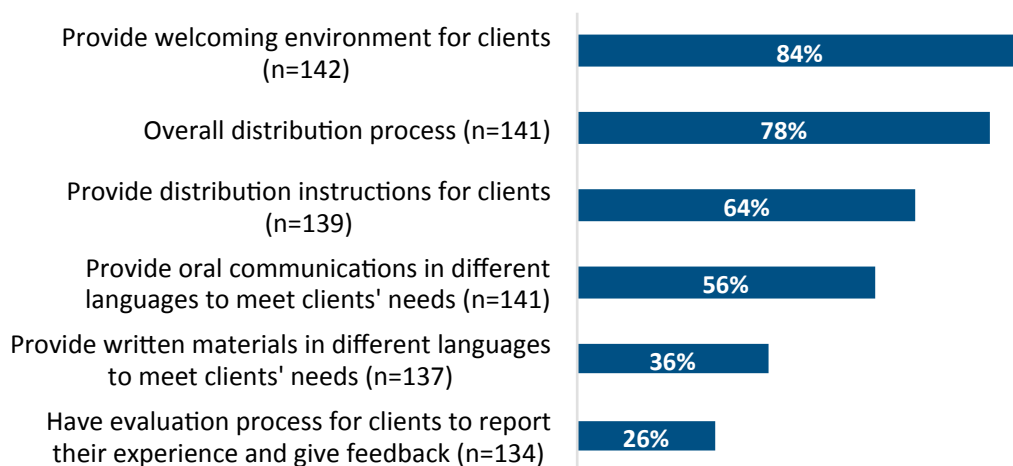 Provide welcoming environment for clients
(n=142)
84%
Overall distribution process (n=141)
78%
Provide distribution instructions for clients
(n=139)
64%
Provide oral communications in different
languages to meet clients' needs (n=141)
56%
Provide written materials in different languages
to meet clients' needs (n=137)
36%
Have evaluation process for clients to report
their experience and give feedback (n=134)
26%